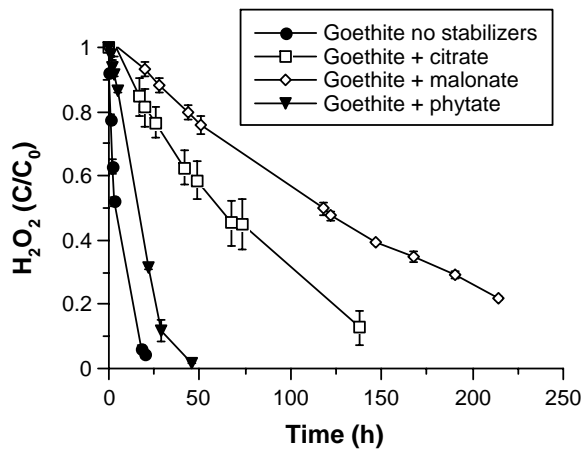 Goethite no stabilizers
Goethite + citrate
Goethite + malonate
Goethite + phytate
H₂O₂ (C/C₀)
1
0.8
0.6
0.4
0.2
0
0 50 100 150 200 250
Time (h)